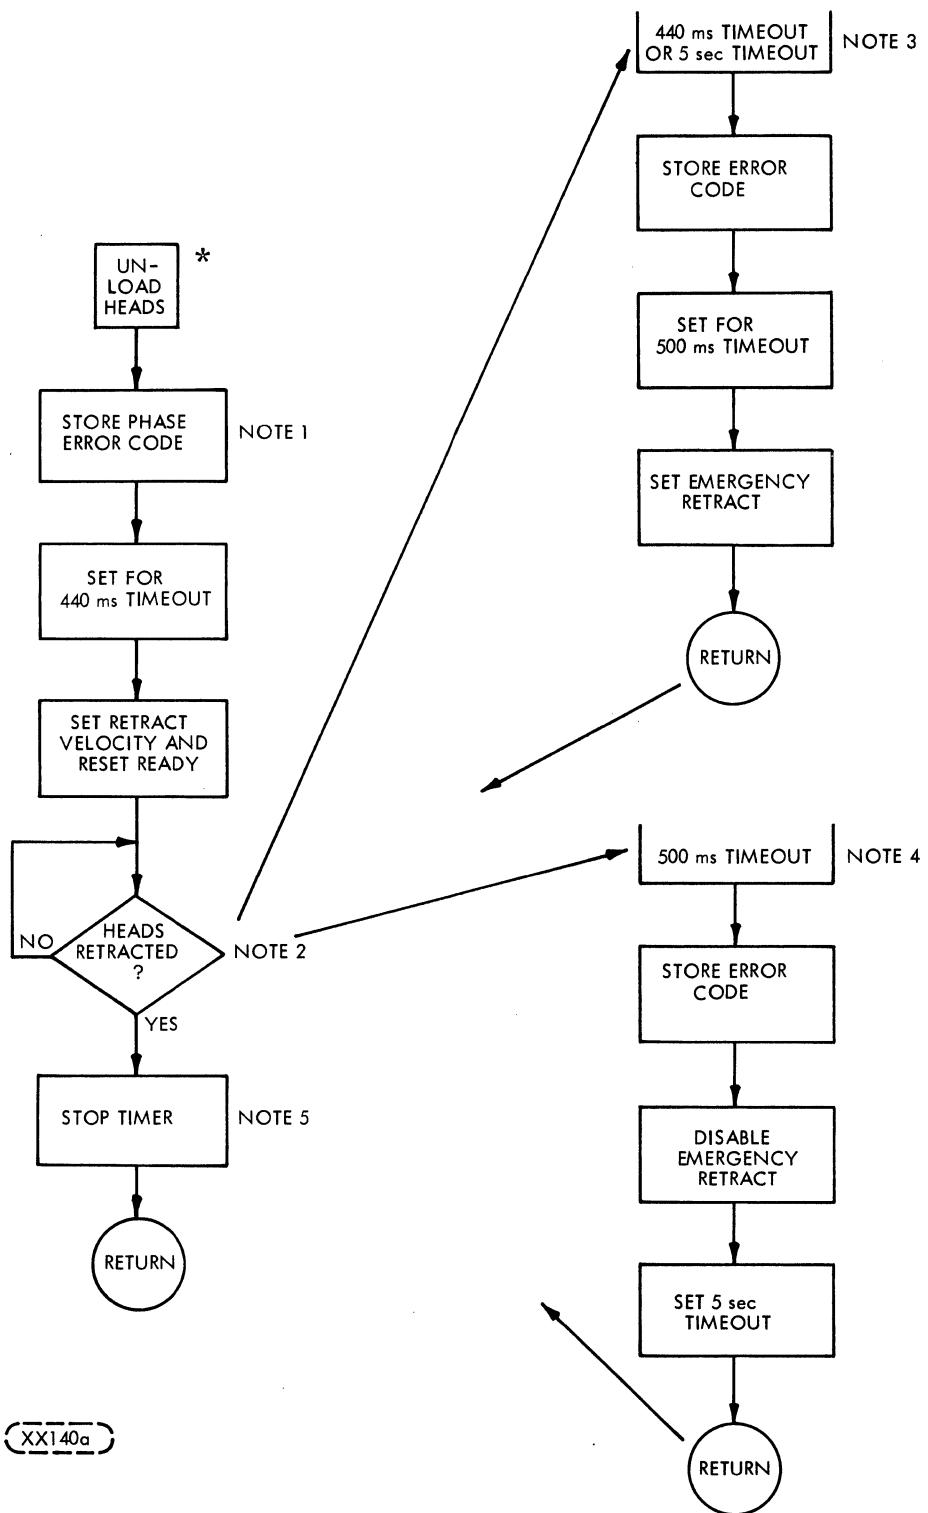 UN-
LOAD
HEADS
*
STORE PHASE
ERROR CODE
NOTE 1
SET FOR
440 ms TIMEOUT
SET RETRACT
VELOCITY AND
RESET READY
HEADS
RETRACTED
?
NO
NOTE 2
YES
STOP TIMER
NOTE 5
RETURN
XX140a
440 ms TIMEOUT
OR 5 sec TIMEOUT
NOTE 3
STORE ERROR
CODE
SET FOR
500 ms TIMEOUT
SET EMERGENCY
RETRACT
RETURN
500 ms TIMEOUT
NOTE 4
STORE ERROR
CODE
DISABLE
EMERGENCY
RETRACT
SET 5 sec
TIMEOUT
RETURN